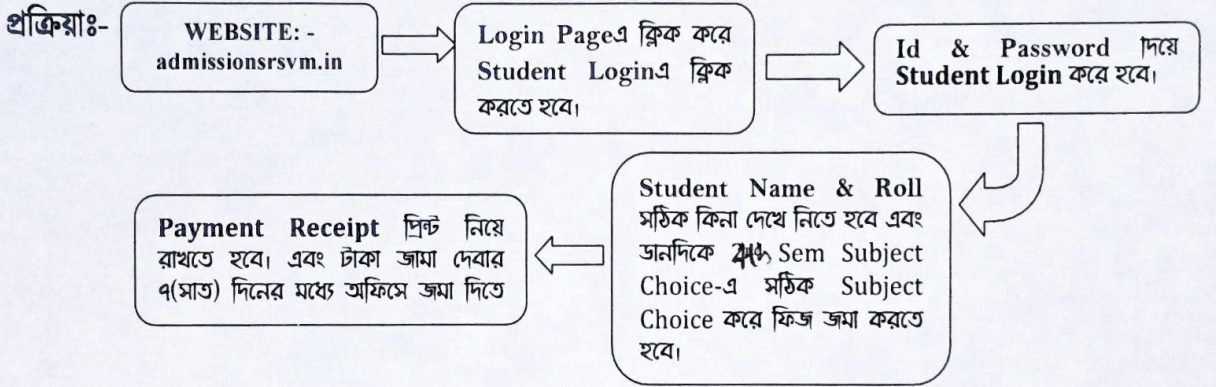 প্রক্রিয়াঃ-
WEBSITE: -
admissionsrsvm.in
Login Pageএ ক্লিক করে
Student Loginএ ক্লিক
করতে হবে।
Id & Password দিয়ে
Student Login করে হবে।
Student Name & Roll
সঠিক কিনা দেখে নিতে হবে এবং
ডানদিকে Sem Subject
Choice-এ সঠিক Subject
Choice করে ফিজ জমা করতে
হবে।
Payment Receipt প্রিন্ট নিয়ে
রাখতে হবে। এবং টাকা জামা দেবার
৭(সাত) দিনের মধ্যে অফিসে জমা দিতে